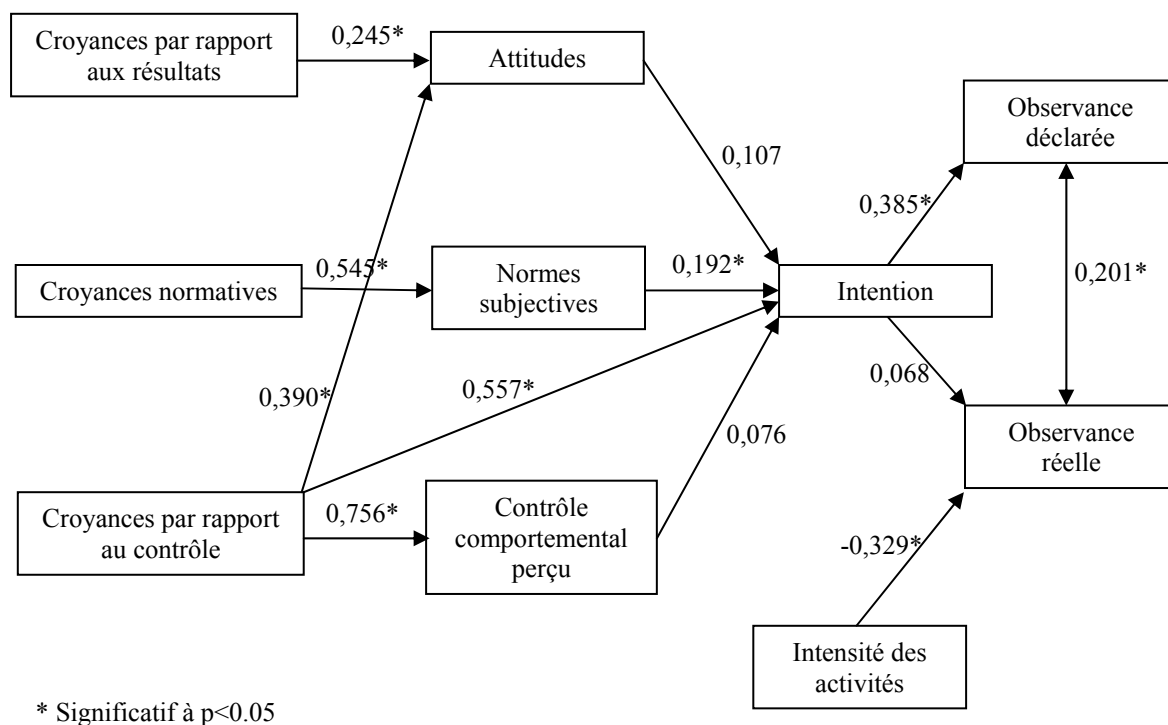 Croyances par rapport
aux résultats
0,245*
Attitudes
Observance
déclarée
0,107
0,385*
Croyances normatives
0,545*
Normes
subjectives
0,192*
Intention
0,201*
0,390*
0,557*
0,076
0,068
Observance
réelle
Croyances par rapport
au contrôle
0,756*
Contrôle
comportemental
perçu
-0,329*
Intensité des
activités
* Significatif à p<0.05